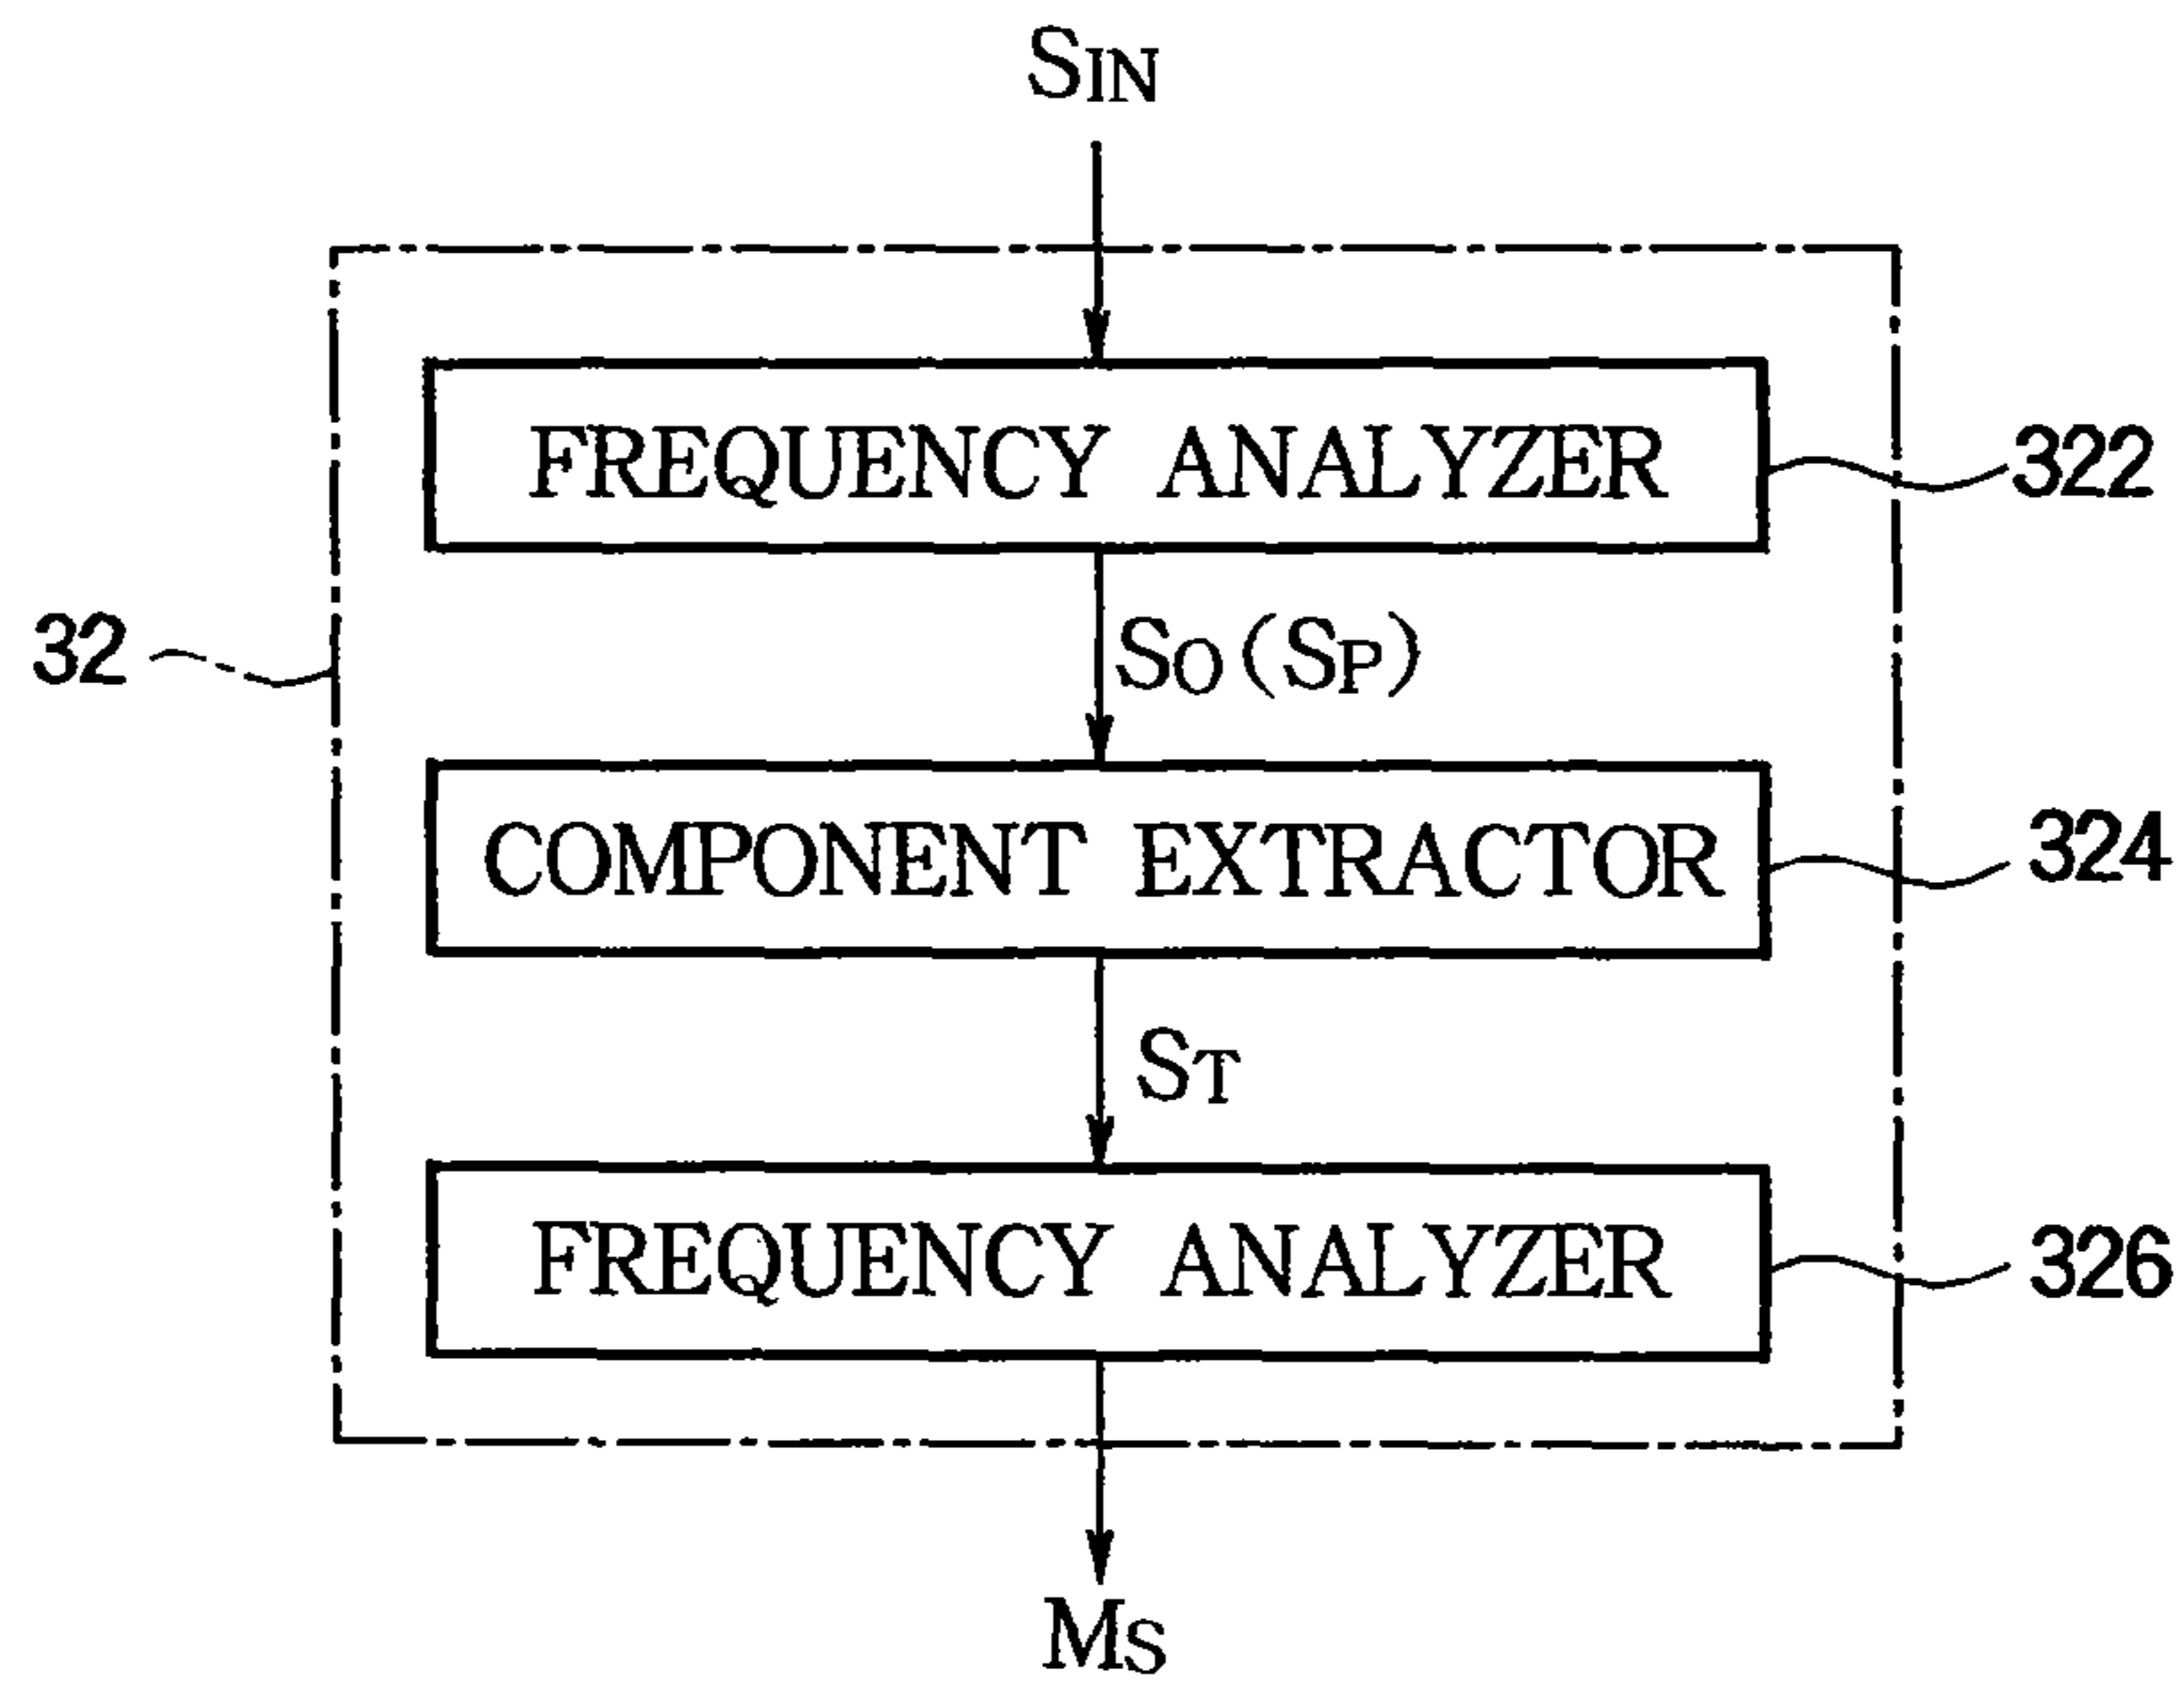 SIN
FREQUENCY ANALYZER
322
32
SO(SP)
COMPONENT EXTRACTOR
324
ST
FREQUENCY ANALYZER
326
MS